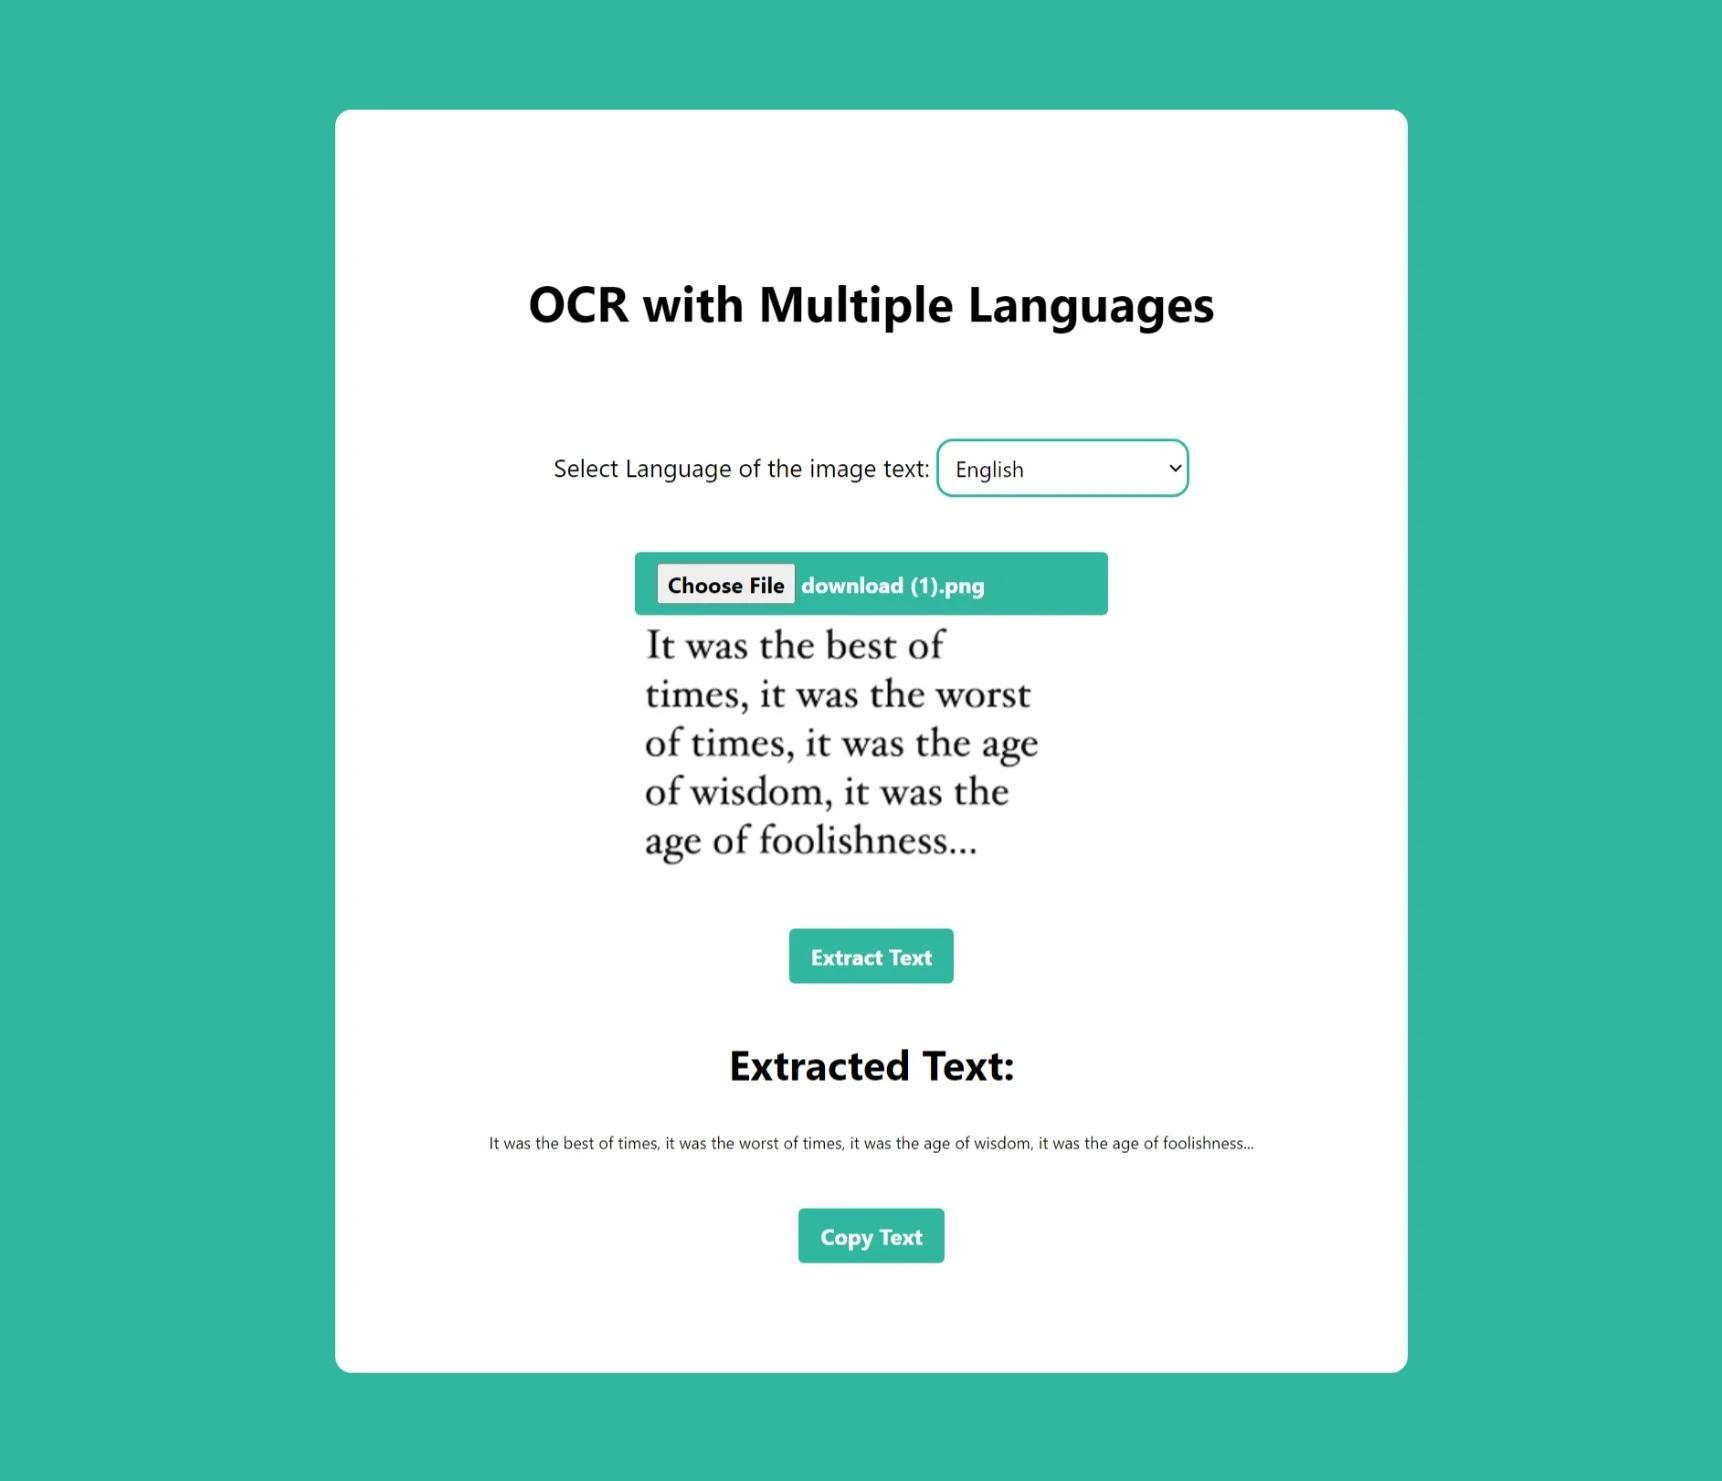 OCR with Multiple Languages
Select Language of the image text: English
Choose File download (1).png
It was the best of
times, it was the worst
of times, it was the age
of wisdom, it was the
age of foolishness...
Extract Text
Extracted Text:
It was the best of times, it was the worst of times, it was the age of wisdom, it was the age of foolishness...
Copy Text